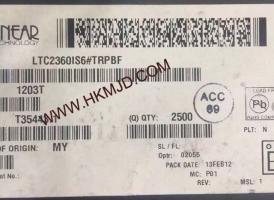 NEAR
TECHNOLOGY
LTC2360IS6#TRPBF
1203T
WWW.HKMJD.COM
ACC
69
LEAD FR
Pb
T354
(Q) QTY: 2500
PLT: N
OF ORIGIN: MY
SL / FL:
Optr: 02055
PACK DATE 13FEB12
MC: P01
REV:
MSL: 1
E